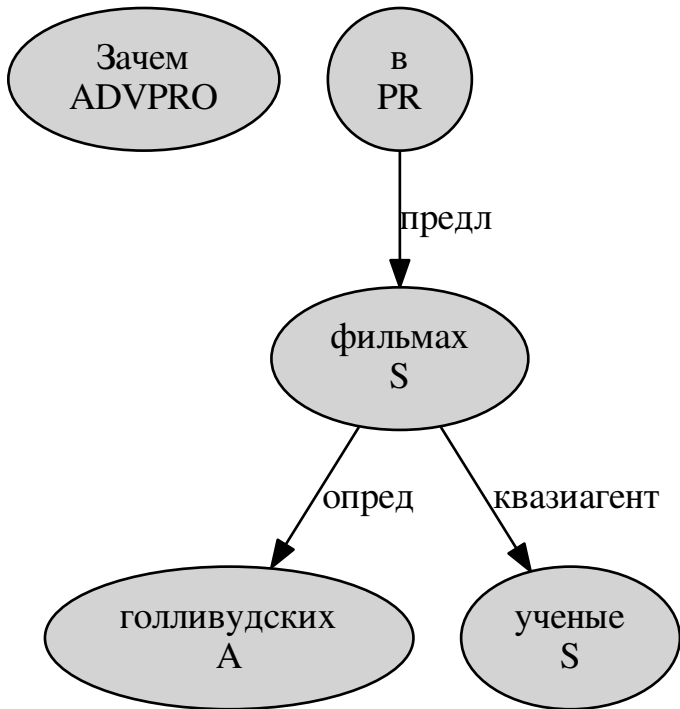 Зачем
ADVPRO
в
PR
предл
фильмах
S
опред
квазиагент
голливудских
A
ученые
S